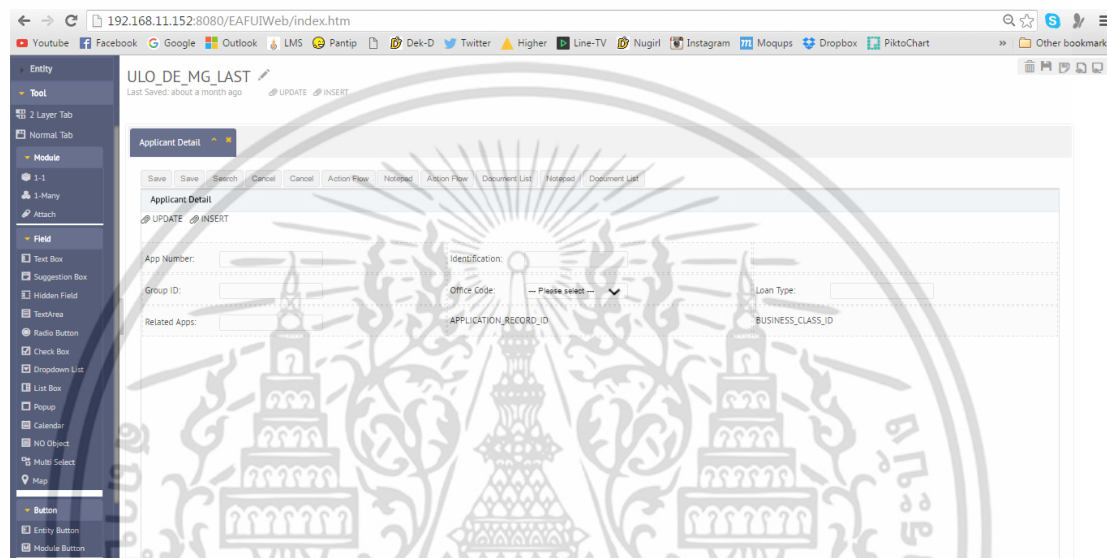 192.168.11.152:8080/EAFUIWeb/index.htm
Youtube Facebook Google Outlook LMS Pantip Dek-D Twitter Higher Line-TV Nugirl Instagram Moqups Dropbox PiktoChart » Other bookmark
Entity
Tool
2 Layer Tab
Normal Tab
Module
1-1
1-Many
Attach
Field
Text Box
Suggestion Box
Hidden Field
TextArea
Radio Button
Check Box
Dropdown List
List Box
Popup
Calendar
NO Object
Multi Select
Map
Button
Entity Button
Module Button
ULO_DE_MG_LAST
Last Saved: about a month ago UPDATE INSERT
Applicant Detail
Save Save Search Cancel Cancel Action Flow Notepad Action Flow Document List Notepad Document List
Applicant Detail
UPDATE INSERT
App Number: Identification:
Group ID: Office Code: --- Please select --- Loan Type:
Related Apps: APPLICATION_RECORD_ID BUSINESS_CLASS_ID